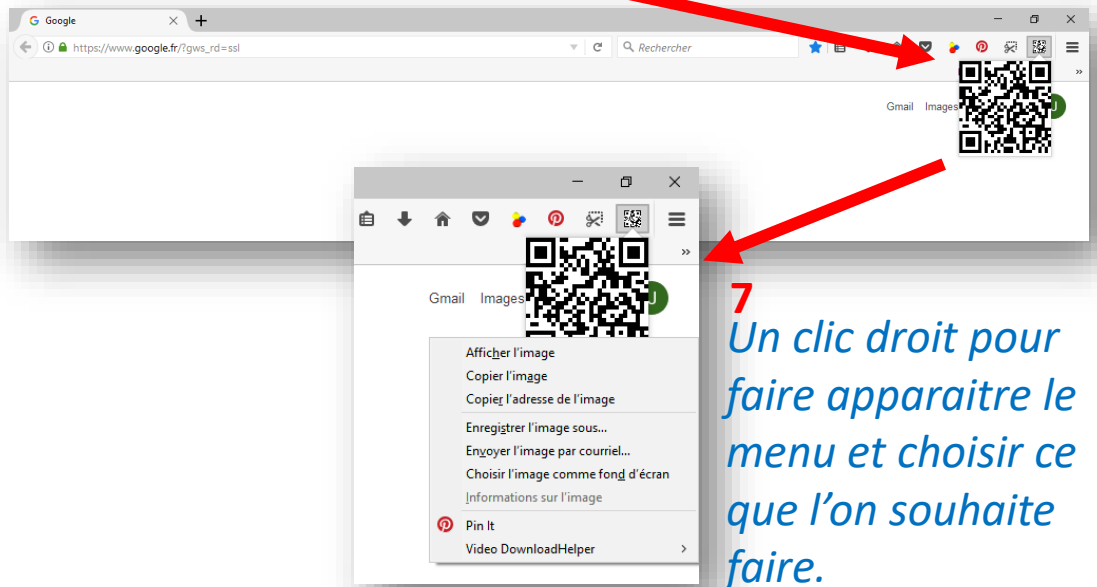 Google
https://www.google.fr/?gws_rd=ssl
Rechercher
Gmail Images
Gmail Images
J
7
Un clic droit pour
faire apparaitre le
menu et choisir ce
que l’on souhaite
faire.
Afficher l'image
Copier l'image
Copier l'adresse de l'image
Enregistrer l'image sous...
Envoyer l'image par courriel...
Choisir l'image comme fond d'écran
Informations sur l'image
Pin It
Video DownloadHelper